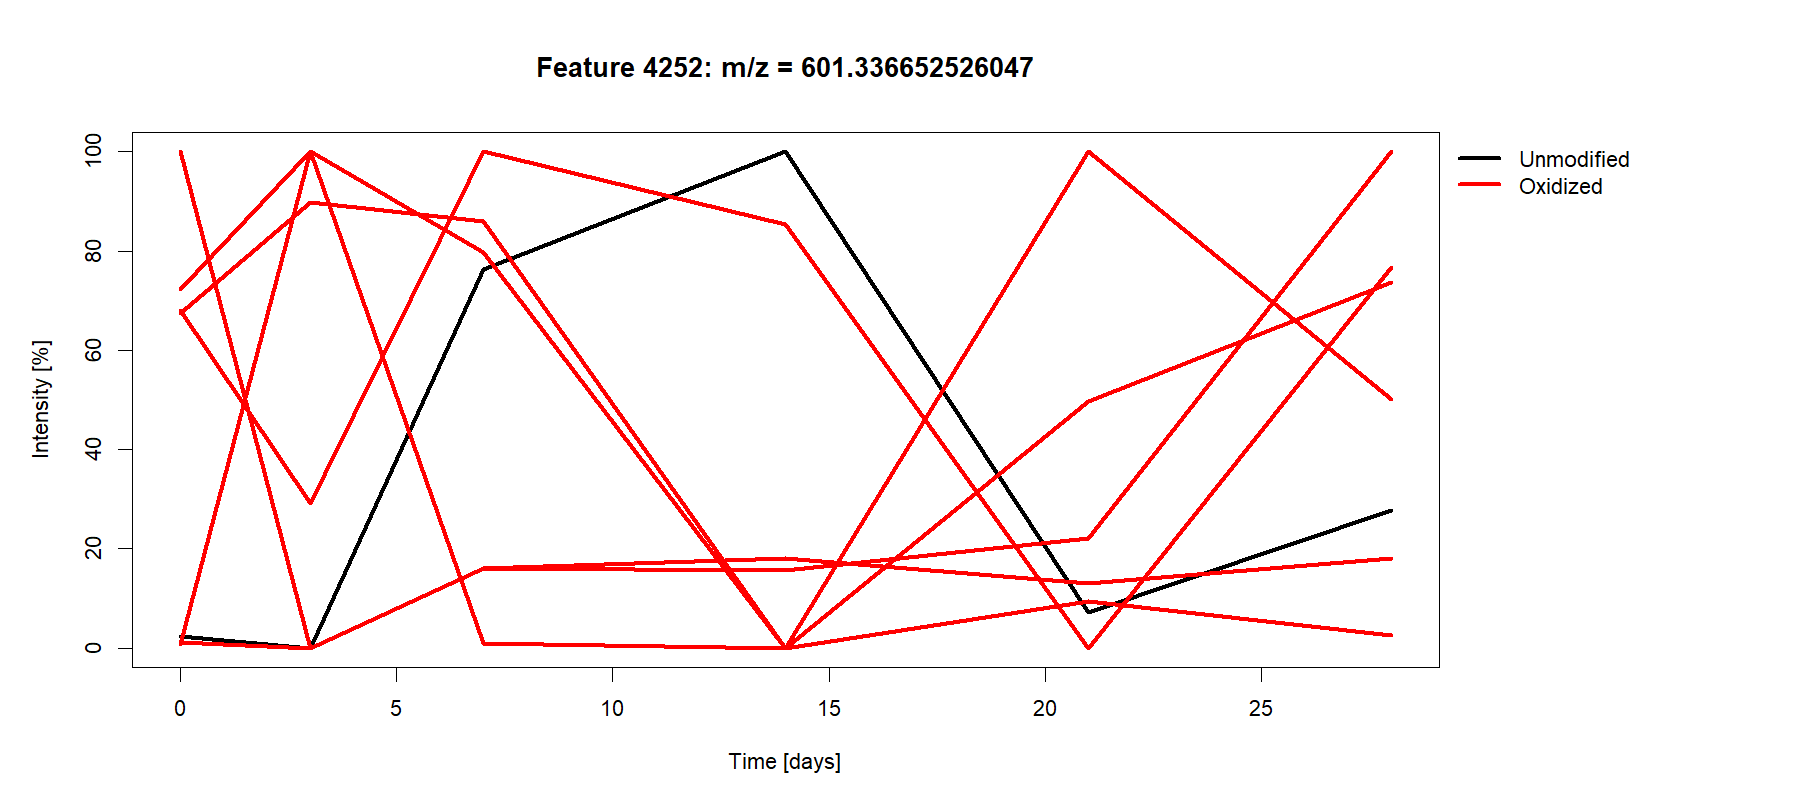 Feature 4252: m/z = 601.336652526047
Unmodified
Oxidized
Intensity [%]
100
80
60
40
20
0
0 5 10 15 20 25
Time [days]